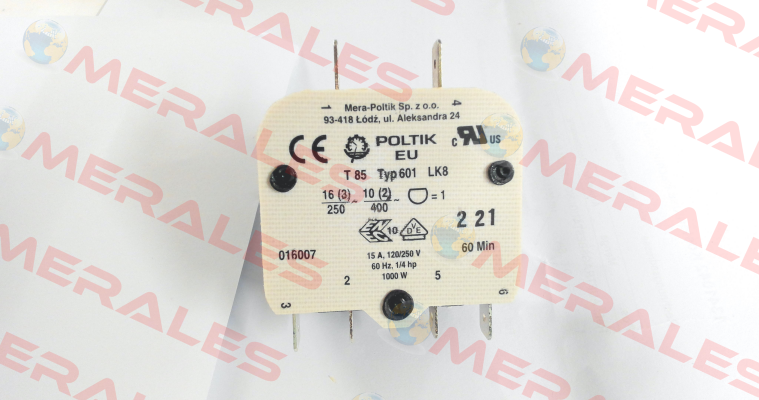 MERALES
1
4
Mera-Poltik Sp. z o.o.
93-418 Łódź, ul. Aleksandra 24
CE
POLTIK
EU
c RU US
T 85 Typ 601 LK8
16 (3) ~ 10 (2) ~ = 1
250 400
10 DVE
2 21
60 Min
016007
15 A, 120/250 V
60 Hz, 1/4 hp
1000 W
2
5
3
6
MERALES
MERALES
MERALES
MERALES
MERALES